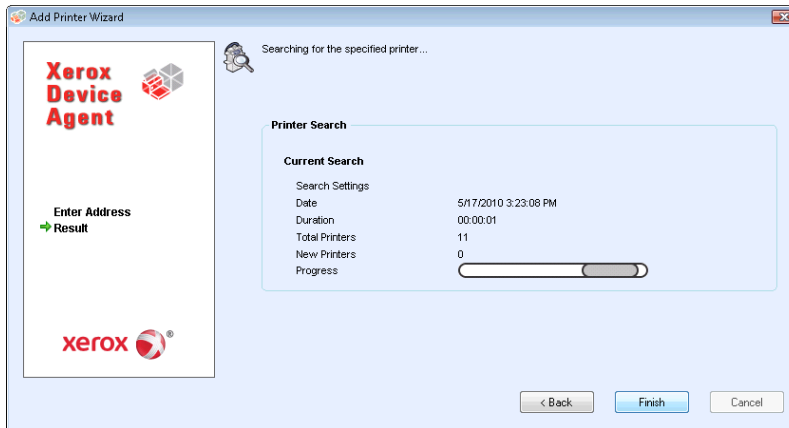 Add Printer Wizard
Xerox
Device
Agent
Enter Address
Result
xerox ®
Searching for the specified printer...
Printer Search
Current Search
Search Settings
Date 5/17/2010 3:23:08 PM
Duration 00:00:01
Total Printers 11
New Printers 0
Progress
< Back Finish Cancel